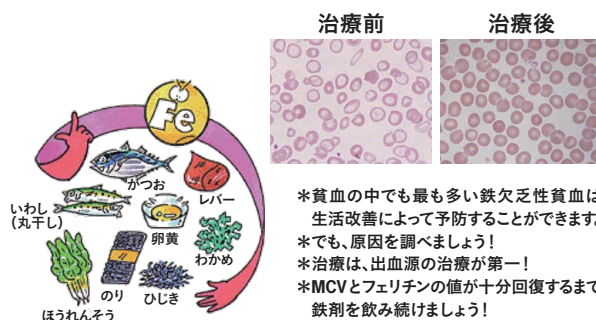 治療前
治療後
Fe
かつお
レバー
いわし
(丸干し)
卵黄
わかめ
のり
ひじき
ほうれんそう
＊貧血の中でも最も多い鉄欠乏性貧血は
生活改善によって予防することができます。
＊でも、原因を調べましょう！
＊治療は、出血源の治療が第一！
＊MCVとフェリチンの値が十分回復するまで
鉄剤を飲み続けましょう！